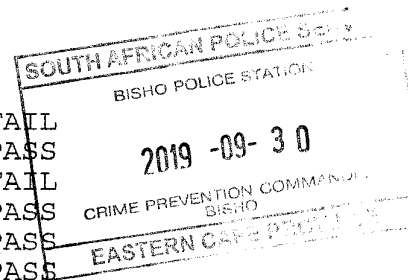 SOUTH AFRICAN POLICE
BISHO POLICE STATION
2019 -09- 30
CRIME PREVENTION
BISHO
EASTERN CAPE
FAIL
PASS
FAIL
PASS
PASS
PASS